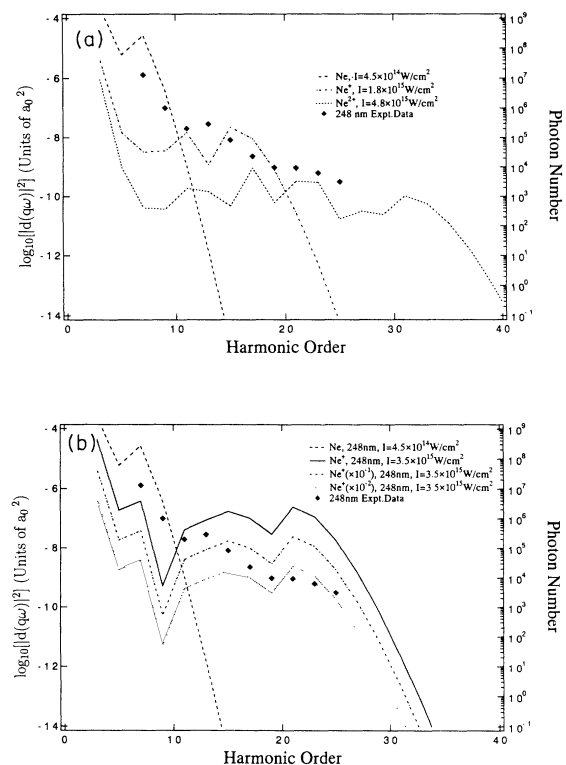 (a)
Ne, I=4.5×10¹⁴W/cm²
Ne⁺, I=1.8×10¹⁵W/cm²
Ne²⁺, I=4.8×10¹⁵W/cm²
248 nm Expt.Data
log₁₀[|d(qω)|²] (Units of a₀²)
-4
-6
-8
-10
-12
-14
0
10
20
30
40
Harmonic Order
10⁹
10⁸
10⁷
10⁶
10⁵
10⁴
10³
10²
10¹
10⁰
10⁻¹
Photon Number
(b)
Ne, 248nm, I=4.5×10¹⁴W/cm²
Ne⁺, 248nm, I=3.5×10¹⁵W/cm²
Ne⁺(×10⁻¹), 248nm, I=3.5×10¹⁵W/cm²
Ne⁺(×10⁻²), 248nm, I=3 5×10¹⁵W/cm²
248nm Expt.Data
log₁₀[|d(qω)|²] (Units of a₀²)
-4
-6
-8
-10
-12
-14
0
10
20
30
40
Harmonic Order
10⁹
10⁸
10⁷
10⁶
10⁵
10⁴
10³
10²
10¹
10⁰
10⁻¹
Photon Number